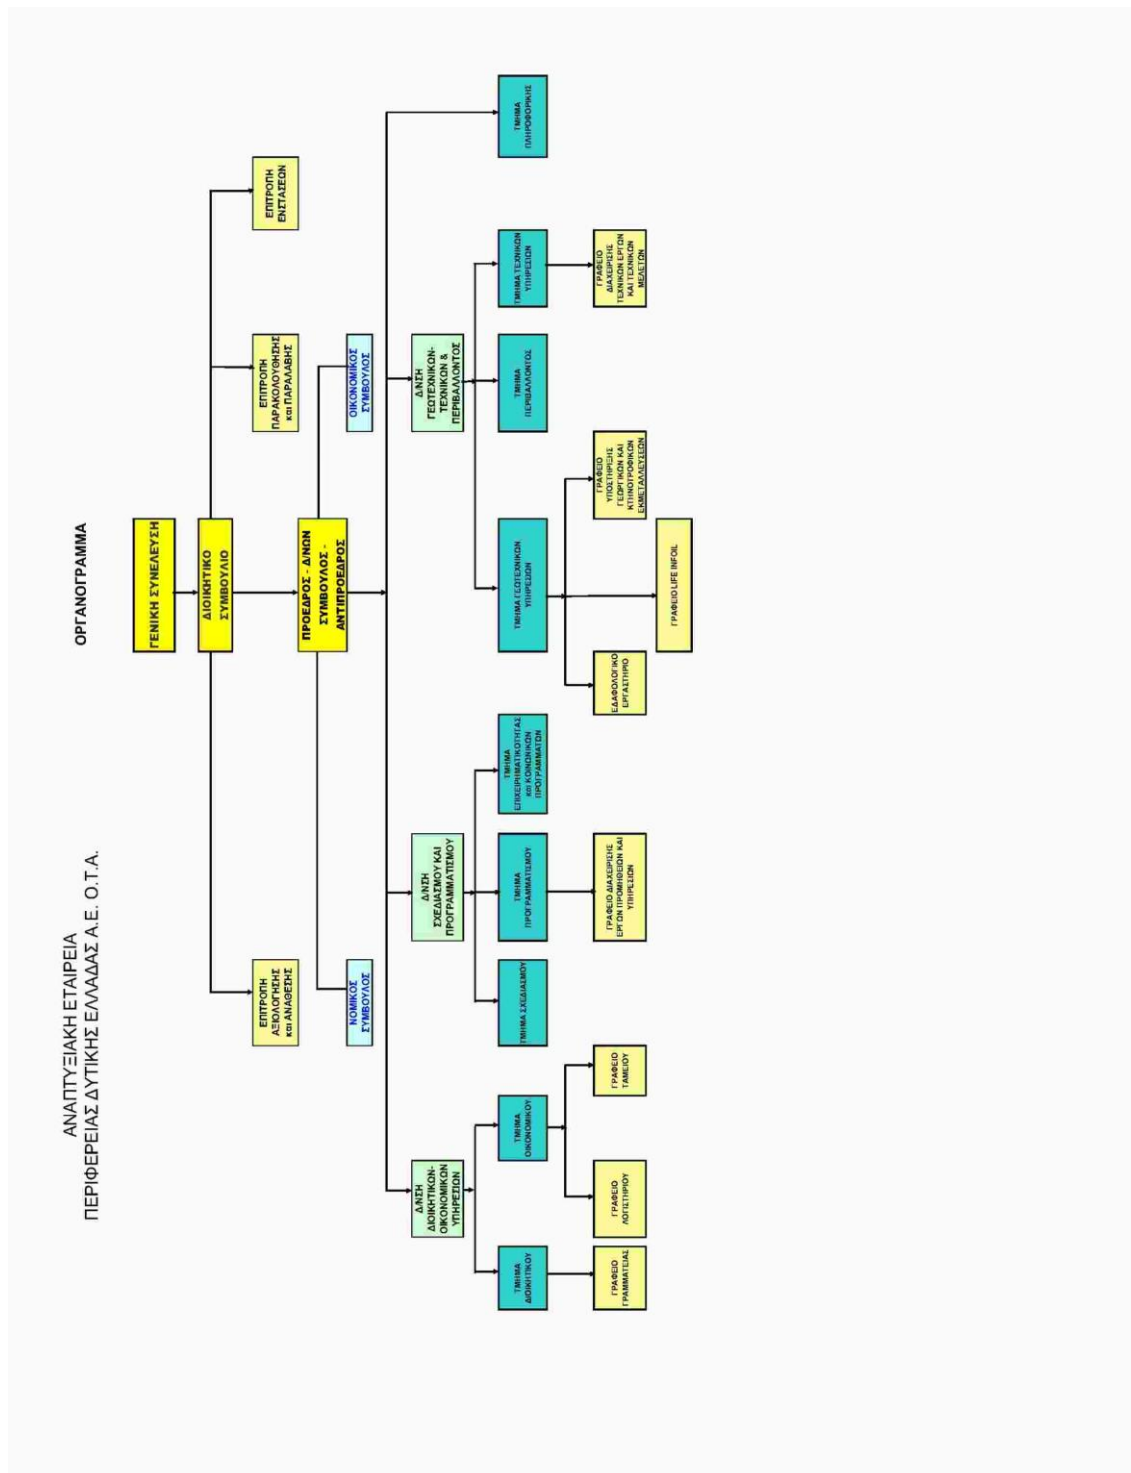 ΑΝΑΠΤΥΞΙΑΚΗ ΕΤΑΙΡΕΙΑ
ΠΕΡΙΦΕΡΕΙΑΣ ΔΥΤΙΚΗΣ ΕΛΛΑΔΑΣ Α.Ε. Ο.Τ.Α.
ΟΡΓΑΝΟΓΡΑΜΜΑ
ΓΕΝΙΚΗ ΣΥΝΕΛΕΥΣΗ
ΔΙΟΙΚΗΤΙΚΟ
ΣΥΜΒΟΥΛΙΟ
ΕΠΙΤΡΟΠΗ
ΑΞΙΟΛΟΓΗΣΗΣ
και ΑΝΑΘΕΣΗΣ
ΕΠΙΤΡΟΠΗ
ΠΑΡΑΚΟΛΟΥΘΗΣΗΣ
και ΠΑΡΑΛΑΒΗΣ
ΕΠΙΤΡΟΠΗ
ΕΝΣΤΑΣΕΩΝ
ΠΡΟΕΔΡΟΣ - Δ/ΝΩΝ
ΣΥΜΒΟΥΛΟΣ -
ΑΝΤΙΠΡΟΕΔΡΟΣ
ΝΟΜΙΚΟΣ
ΣΥΜΒΟΥΛΟΣ
ΟΙΚΟΝΟΜΙΚΟΣ
ΣΥΜΒΟΥΛΟΣ
Δ/ΝΣΗ
ΔΙΟΙΚΗΤΙΚΩΝ-
ΟΙΚΟΝΟΜΙΚΩΝ
ΥΠΗΡΕΣΙΩΝ
Δ/ΝΣΗ
ΣΧΕΔΙΑΣΜΟΥ ΚΑΙ
ΠΡΟΓΡΑΜΜΑΤΙΣΜΟΥ
Δ/ΝΣΗ
ΓΕΩΤΕΧΝΙΚΩΝ-
ΤΕΧΝΙΚΩΝ &
ΠΕΡΙΒΑΛΛΟΝΤΟΣ
ΤΜΗΜΑ
ΔΙΟΙΚΗΤΙΚΟΥ
ΤΜΗΜΑ
ΟΙΚΟΝΟΜΙΚΟΥ
ΤΜΗΜΑ ΣΧΕΔΙΑΣΜΟΥ
ΤΜΗΜΑ
ΠΡΟΓΡΑΜΜΑΤΙΣΜΟΥ
ΤΜΗΜΑ
ΕΠΙΧΕΙΡΗΜΑΤΙΚΟΤΗΤΑΣ
και ΚΟΙΝΩΝΙΚΩΝ
ΠΡΟΓΡΑΜΜΑΤΩΝ
ΤΜΗΜΑ ΓΕΩΤΕΧΝΙΚΩΝ
ΥΠΗΡΕΣΙΩΝ
ΤΜΗΜΑ
ΠΕΡΙΒΑΛΛΟΝΤΟΣ
ΤΜΗΜΑ ΤΕΧΝΙΚΩΝ
ΥΠΗΡΕΣΙΩΝ
ΤΜΗΜΑ
ΠΛΗΡΟΦΟΡΙΚΗΣ
ΓΡΑΦΕΙΟ
ΓΡΑΜΜΑΤΕΙΑΣ
ΓΡΑΦΕΙΟ
ΛΟΓΙΣΤΗΡΙΟΥ
ΓΡΑΦΕΙΟ
ΤΑΜΕΙΟΥ
ΓΡΑΦΕΙΟ ΔΙΑΧΕΙΡΙΣΗΣ
ΕΡΓΩΝ ΠΡΟΜΗΘΕΙΩΝ ΚΑΙ
ΥΠΗΡΕΣΙΩΝ
ΕΔΑΦΟΛΟΓΙΚΟ
ΕΡΓΑΣΤΗΡΙΟ
ΓΡΑΦΕΙΟ
ΥΠΟΣΤΗΡΙΞΗΣ
ΓΕΩΡΓΙΚΩΝ ΚΑΙ
ΚΤΗΝΟΤΡΟΦΙΚΩΝ
ΕΚΜΕΤΑΛΛΕΥΣΕΩΝ
ΓΡΑΦΕΙΟ
ΔΙΑΧΕΙΡΙΣΗΣ
ΤΕΧΝΙΚΩΝ ΕΡΓΩΝ
ΚΑΙ ΤΕΧΝΙΚΩΝ
ΜΕΛΕΤΩΝ
ΓΡΑΦΕΙΟ LIFE INFOIL